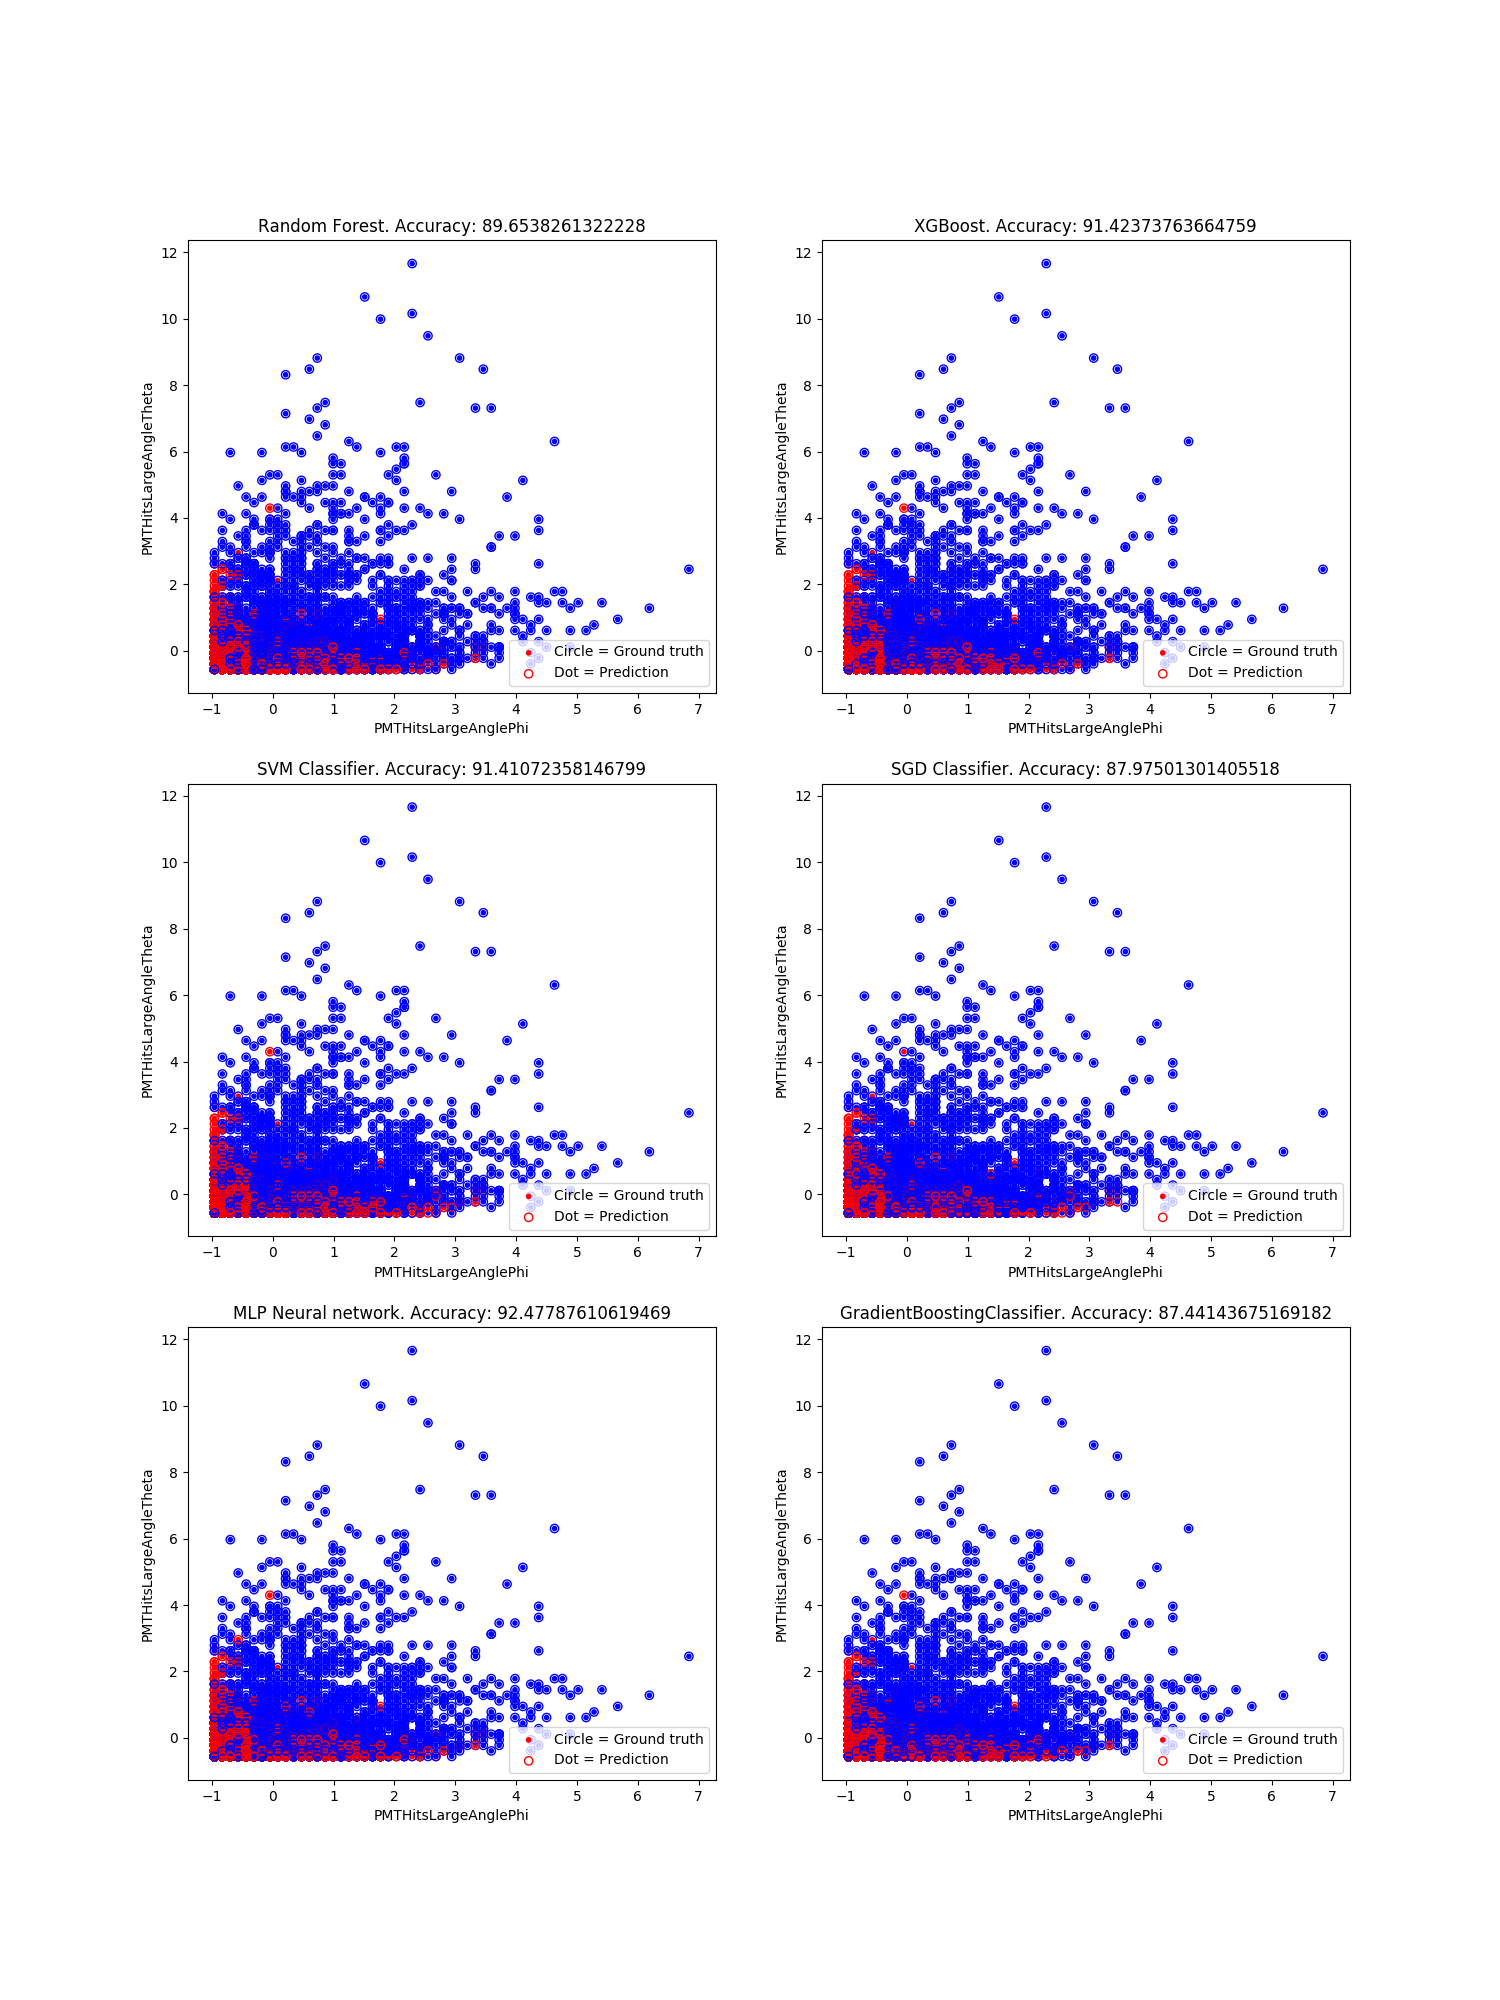 Random Forest. Accuracy: 89.6538261322228
XGBoost. Accuracy: 91.42373763664759
12
10
8
6
4
2
0
PMTHitsLargeAngleTheta
Circle = Ground truth
Dot = Prediction
−1 0 1 2 3 4 5 6 7
PMTHitsLargeAnglePhi
12
10
8
6
4
2
0
PMTHitsLargeAngleTheta
Circle = Ground truth
Dot = Prediction
−1 0 1 2 3 4 5 6 7
PMTHitsLargeAnglePhi
SVM Classifier. Accuracy: 91.41072358146799
SGD Classifier. Accuracy: 87.97501301405518
12
10
8
6
4
2
0
PMTHitsLargeAngleTheta
Circle = Ground truth
Dot = Prediction
−1 0 1 2 3 4 5 6 7
PMTHitsLargeAnglePhi
12
10
8
6
4
2
0
PMTHitsLargeAngleTheta
Circle = Ground truth
Dot = Prediction
−1 0 1 2 3 4 5 6 7
PMTHitsLargeAnglePhi
MLP Neural network. Accuracy: 92.47787610619469
GradientBoostingClassifier. Accuracy: 87.44143675169182
12
10
8
6
4
2
0
PMTHitsLargeAngleTheta
Circle = Ground truth
Dot = Prediction
−1 0 1 2 3 4 5 6 7
PMTHitsLargeAnglePhi
12
10
8
6
4
2
0
PMTHitsLargeAngleTheta
Circle = Ground truth
Dot = Prediction
−1 0 1 2 3 4 5 6 7
PMTHitsLargeAnglePhi